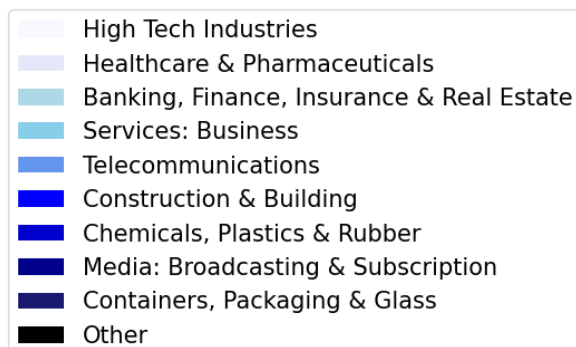 High Tech Industries
Healthcare & Pharmaceuticals
Banking, Finance, Insurance & Real Estate
Services: Business
Telecommunications
Construction & Building
Chemicals, Plastics & Rubber
Media: Broadcasting & Subscription
Containers, Packaging & Glass
Other